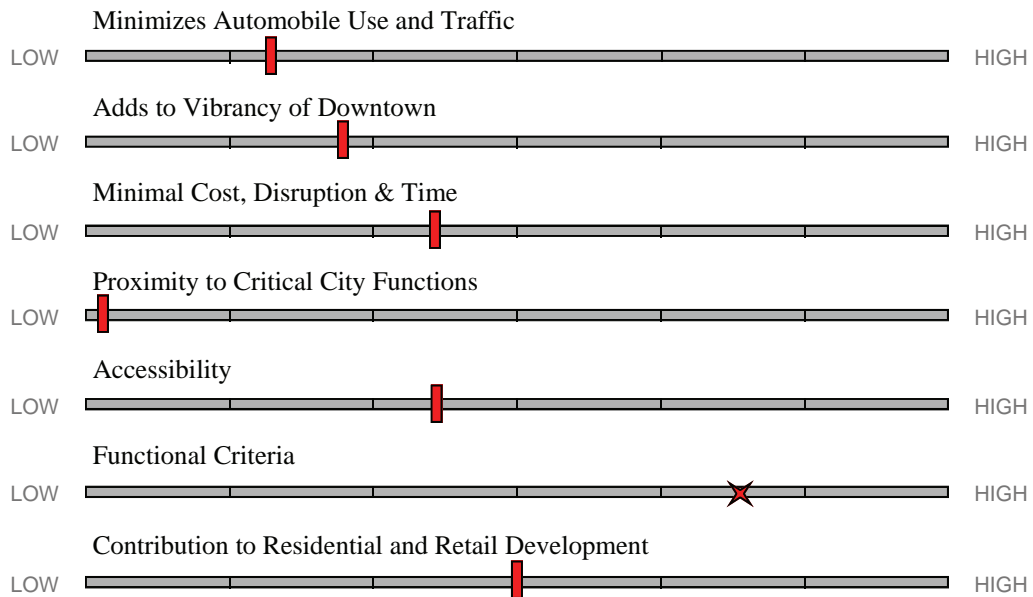 Minimizes Automobile Use and Traffic
LOW HIGH
Adds to Vibrancy of Downtown
LOW HIGH
Minimal Cost, Disruption & Time
LOW HIGH
Proximity to Critical City Functions
LOW HIGH
Accessibility
LOW HIGH
Functional Criteria
LOW HIGH
Contribution to Residential and Retail Development
LOW HIGH